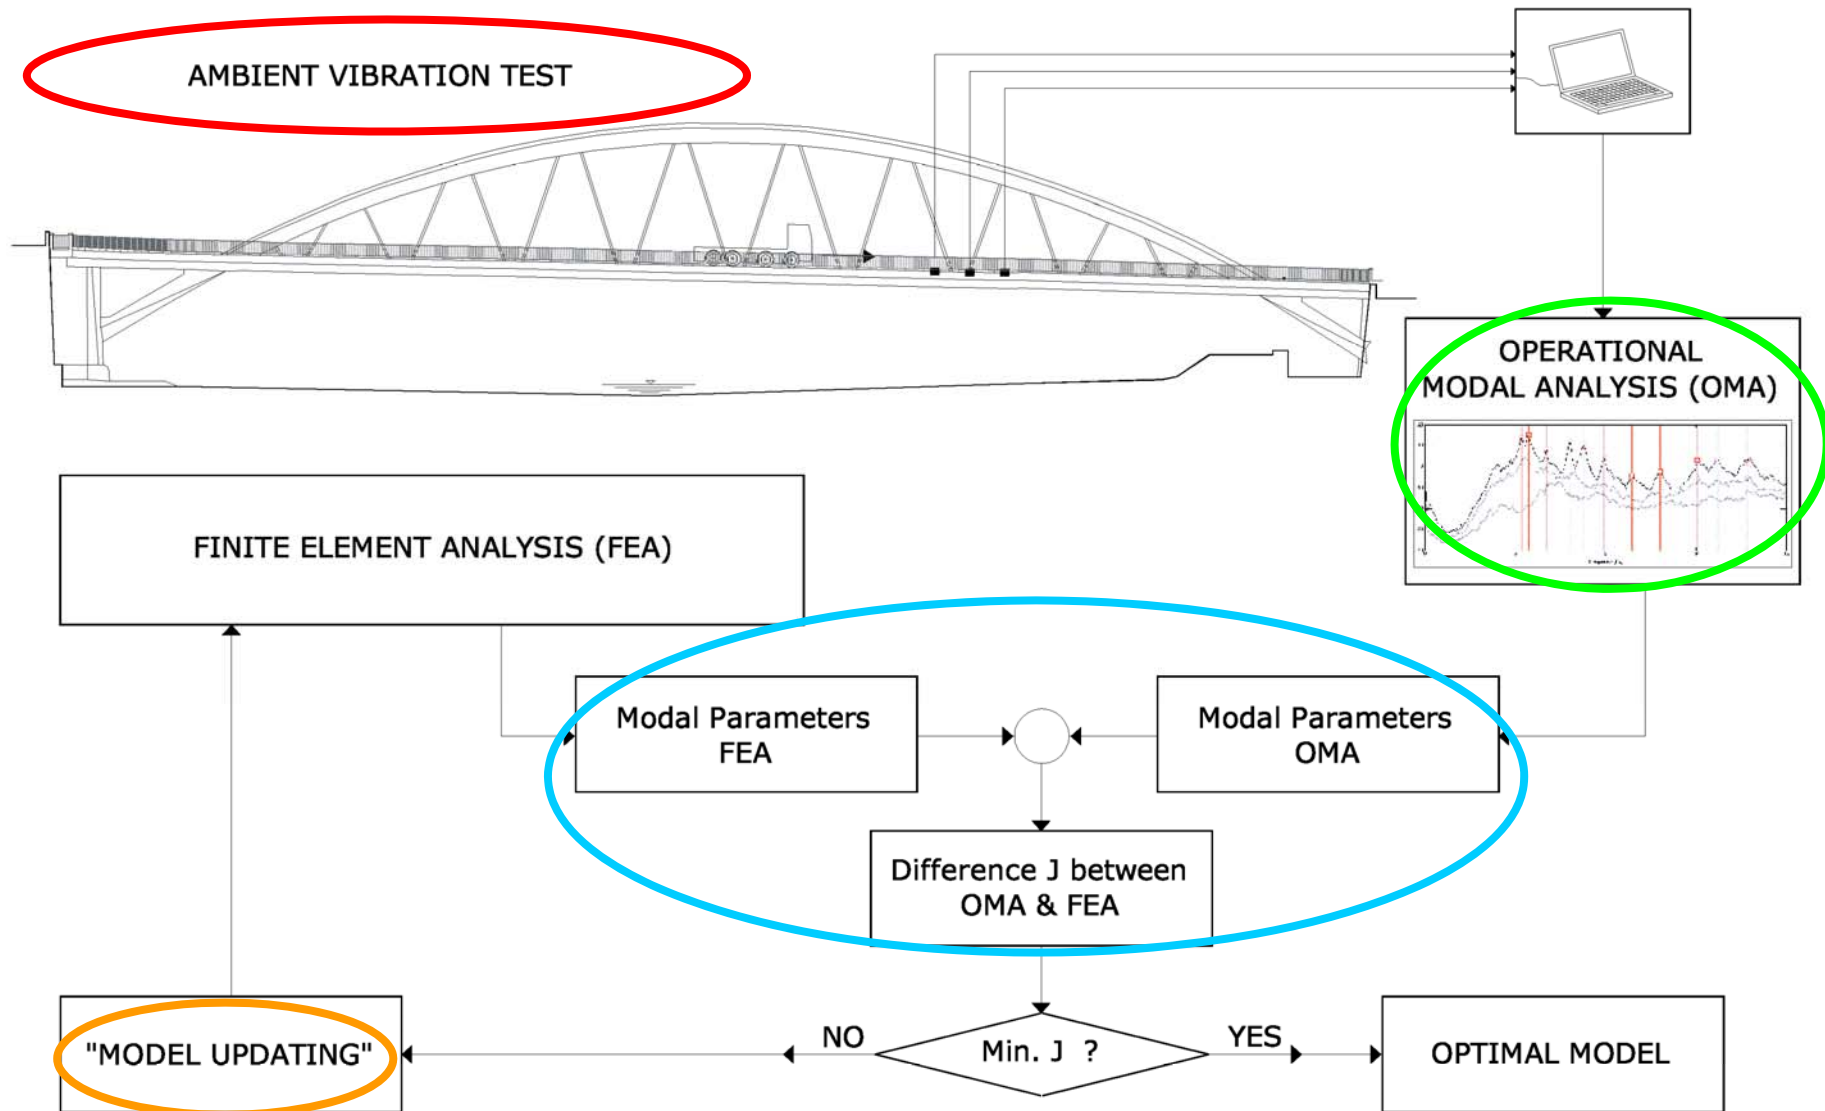 AMBIENT VIBRATION TEST
OPERATIONAL
MODAL ANALYSIS (OMA)
FINITE ELEMENT ANALYSIS (FEA)
Modal Parameters
FEA
Modal Parameters
OMA
Difference J between
OMA & FEA
"MODEL UPDATING"
NO
Min. J ?
YES
OPTIMAL MODEL